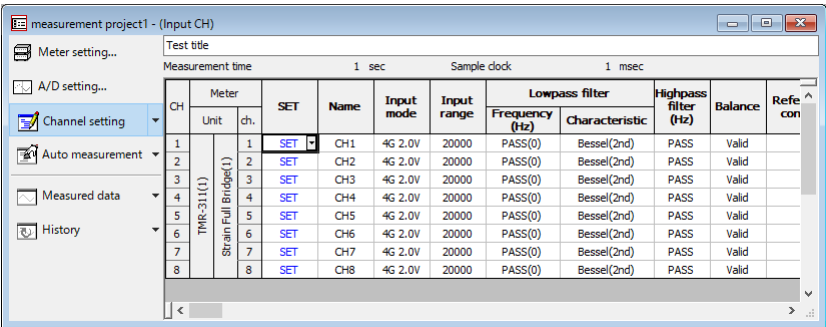 measurement project1 - (Input CH)
Meter setting...
A/D setting...
Channel setting
Auto measurement
Measured data
History
Test title
Measurement time 1 sec Sample clock 1 msec
CH Meter SET Name Input mode Input range Lowpass filter Highpass filter (Hz) Balance Refe con
Unit ch. Frequency (Hz) Characteristic
TMR-311(1)
Strain Full Bridge(1)
1 1 SET CH1 4G 2.0V 20000 PASS(0) Bessel(2nd) PASS Valid
2 2 SET CH2 4G 2.0V 20000 PASS(0) Bessel(2nd) PASS Valid
3 3 SET CH3 4G 2.0V 20000 PASS(0) Bessel(2nd) PASS Valid
4 4 SET CH4 4G 2.0V 20000 PASS(0) Bessel(2nd) PASS Valid
5 5 SET CH5 4G 2.0V 20000 PASS(0) Bessel(2nd) PASS Valid
6 6 SET CH6 4G 2.0V 20000 PASS(0) Bessel(2nd) PASS Valid
7 7 SET CH7 4G 2.0V 20000 PASS(0) Bessel(2nd) PASS Valid
8 8 SET CH8 4G 2.0V 20000 PASS(0) Bessel(2nd) PASS Valid